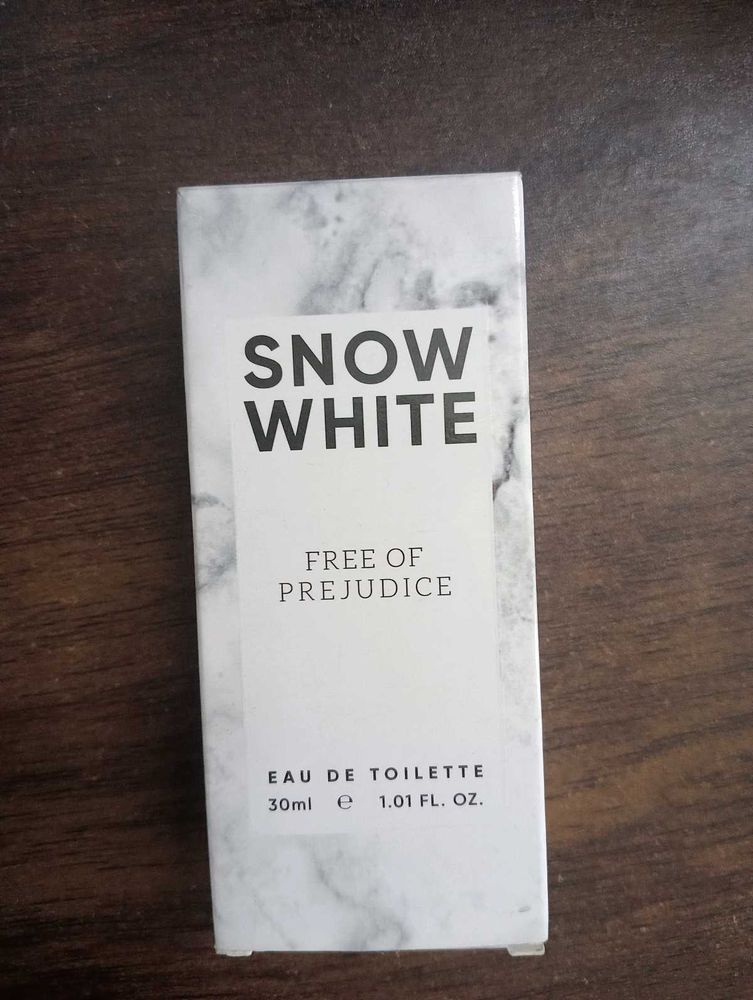 SNOW
WHITE
FREE OF
PREJUDICE
EAU DE TOILETTE
30ml ℮ 1.01 FL. OZ.